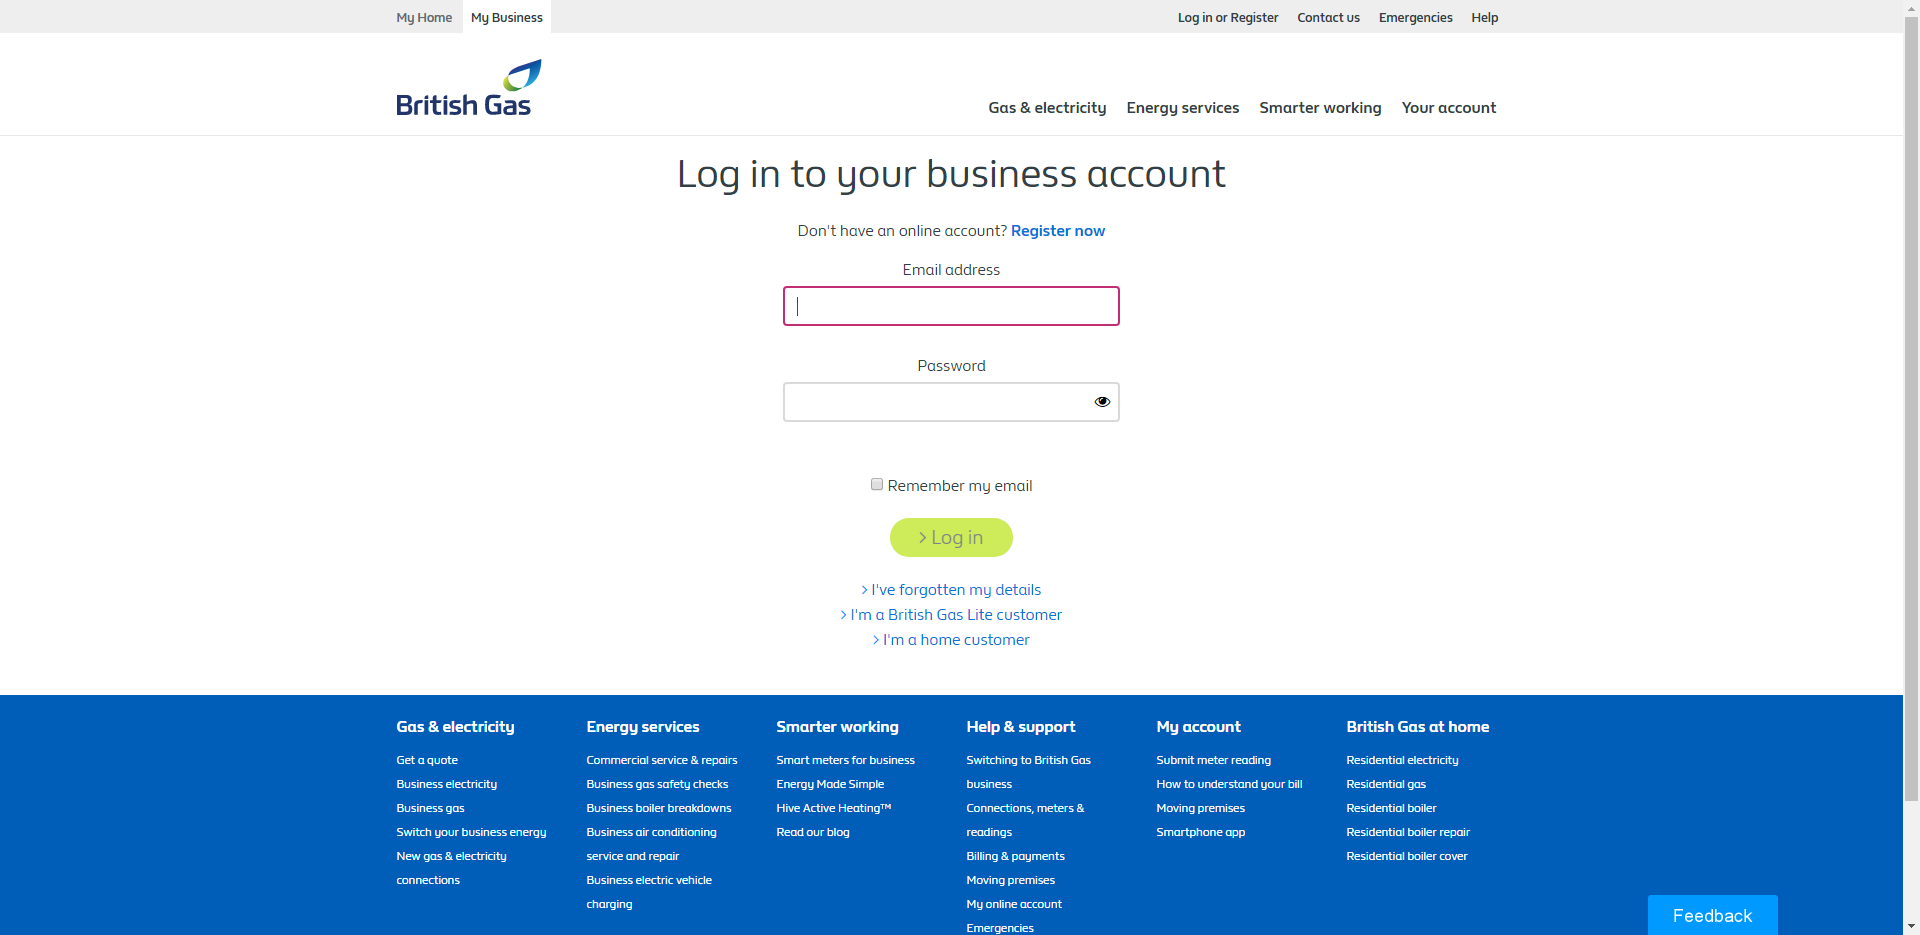 My Home
My Business
Log in or Register
Contact us
Emergencies
Help
British Gas
Gas & electricity
Energy services
Smarter working
Your account
Log in to your business account
Don't have an online account? Register now
Email address
Password
Remember my email
> Log in
> I've forgotten my details
> I'm a British Gas Lite customer
> I'm a home customer
Gas & electricity
Get a quote
Business electricity
Business gas
Switch your business energy
New gas & electricity
connections
Energy services
Commercial service & repairs
Business gas safety checks
Business boiler breakdowns
Business air conditioning
service and repair
Business electric vehicle
charging
Smarter working
Smart meters for business
Energy Made Simple
Hive Active Heating™
Read our blog
Help & support
Switching to British Gas
business
Connections, meters &
readings
Billing & payments
Moving premises
My online account
Emergencies
My account
Submit meter reading
How to understand your bill
Moving premises
Smartphone app
British Gas at home
Residential electricity
Residential gas
Residential boiler
Residential boiler repair
Residential boiler cover
Feedback